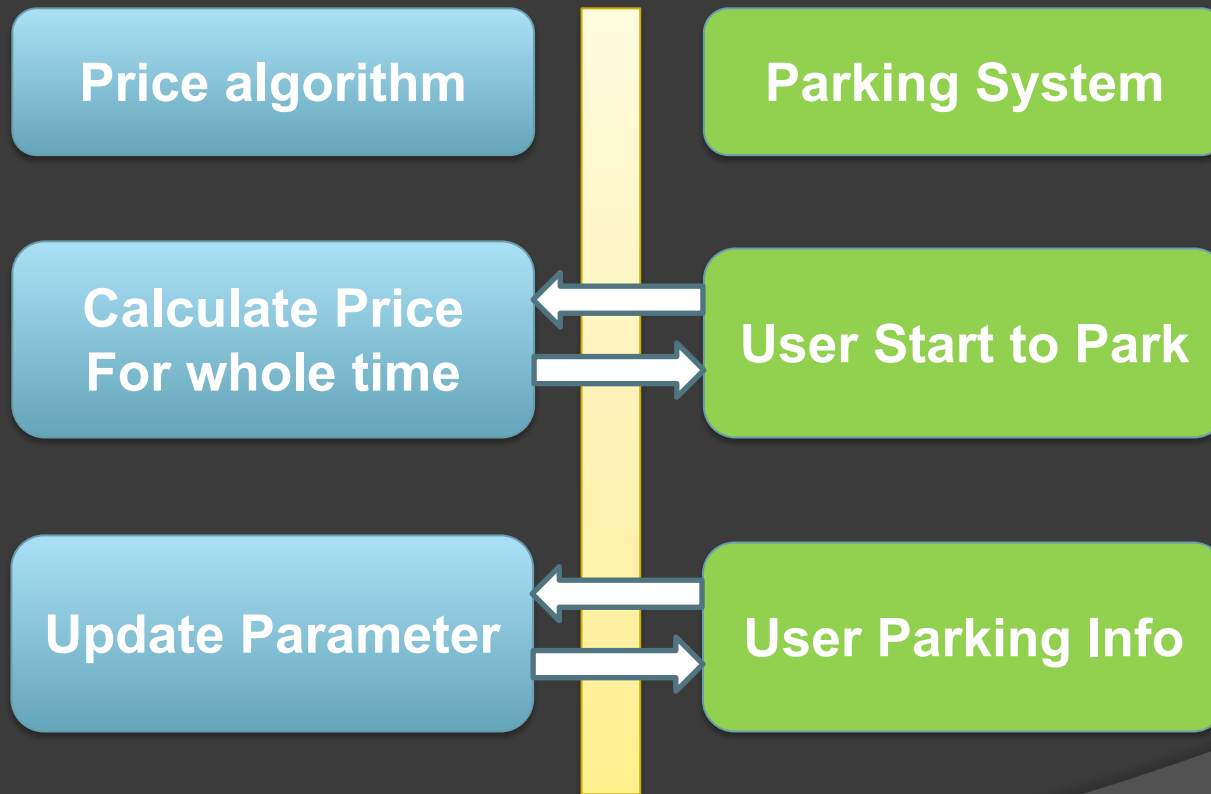 Price algorithm
Parking System
Calculate Price
For whole time
User Start to Park
Update Parameter
User Parking Info